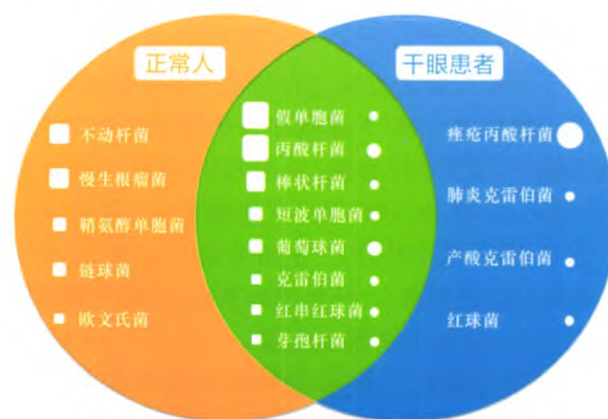 正常人
不动杆菌
慢生根瘤菌
鞘氨醇单胞菌
链球菌
欧文氏菌
假单胞菌
丙酸杆菌
棒状杆菌
短波单胞菌
葡萄球菌
克雷伯菌
红串红球菌
芽孢杆菌
干眼患者
痤疮丙酸杆菌
肺炎克雷伯菌
产酸克雷伯菌
红球菌